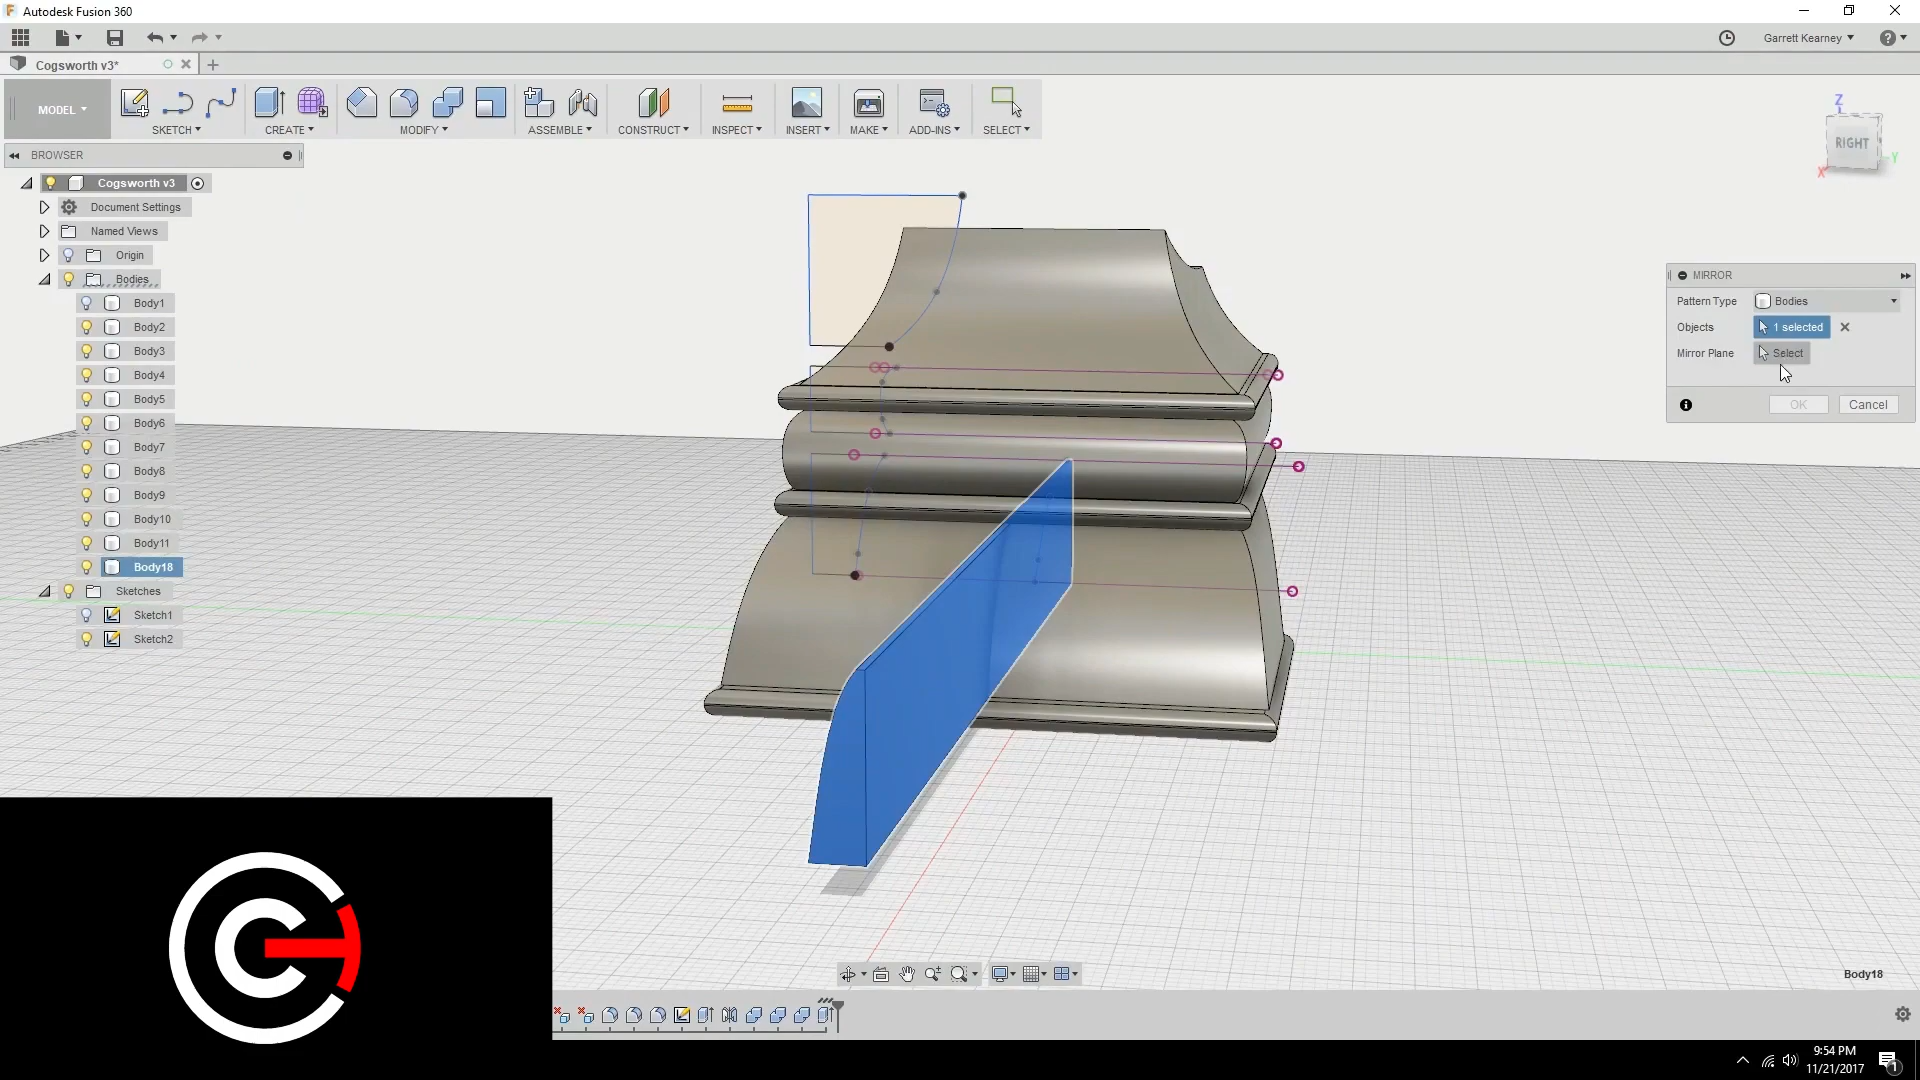 Autodesk Fusion 360
Garrett Kearney
Cogsworth v3*
MODEL
SKETCH
CREATE
MODIFY
ASSEMBLE
CONSTRUCT
INSPECT
INSERT
MAKE
ADD-INS
SELECT
Z
RIGHT
Y
X
BROWSER
Cogsworth v3
Document Settings
Named Views
Origin
Bodies
Body1
Body2
Body3
Body4
Body5
Body6
Body7
Body8
Body9
Body10
Body11
Body18
Sketches
Sketch1
Sketch2
MIRROR
Pattern Type Bodies
Objects 1 selected
Mirror Plane Select
OK Cancel
Body18
9:54 PM
11/21/2017
1